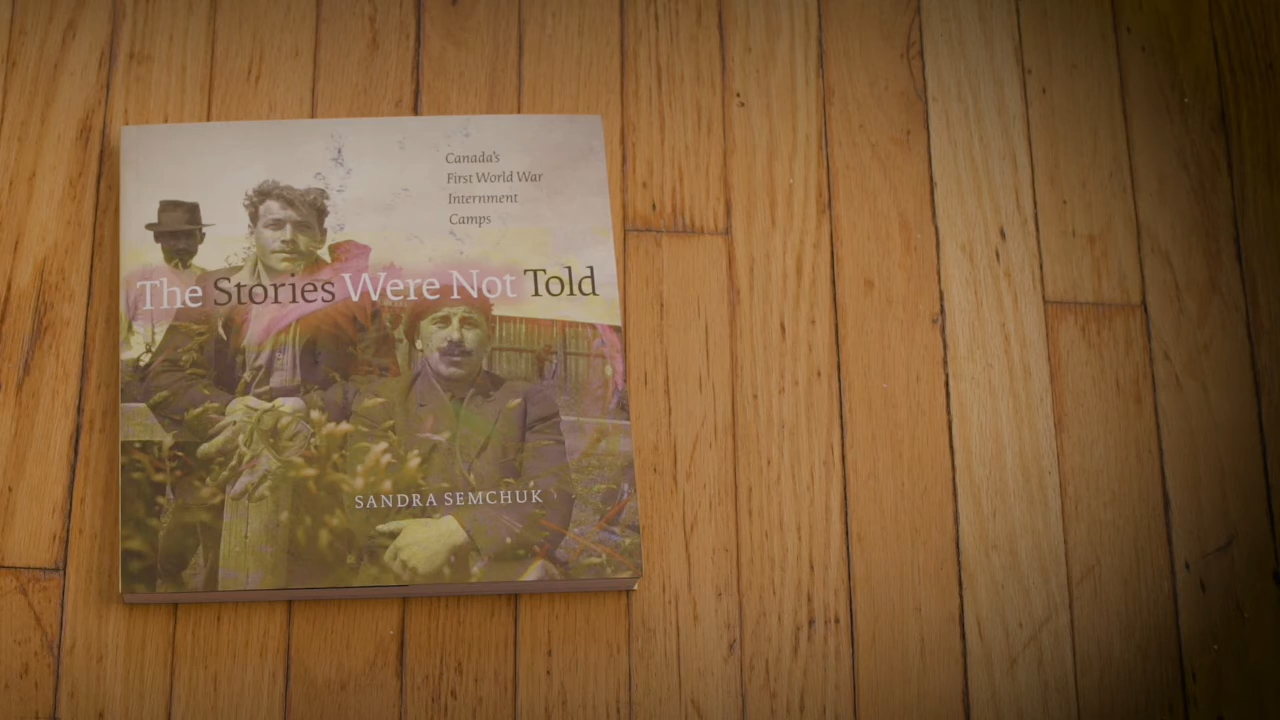 Canada's
First World War
Internment
Camps
The Stories Were Not Told
SANDRA SEMCHUK